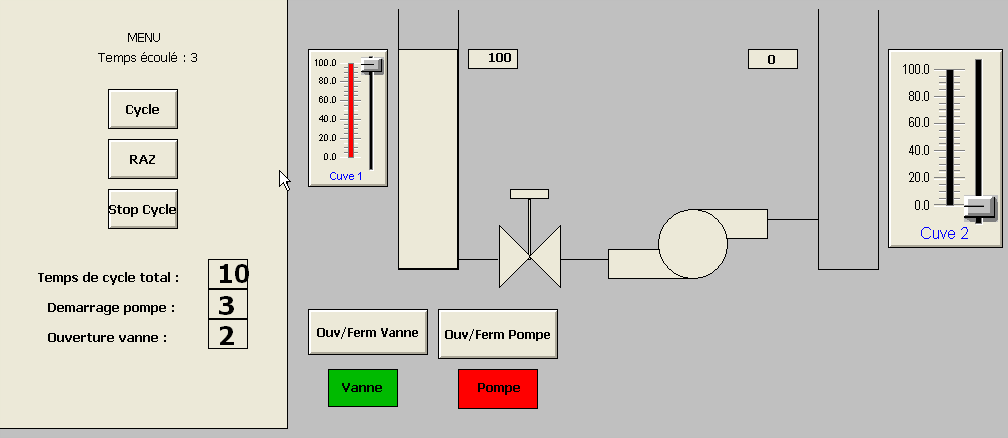 MENU
Temps écoulé : 3
Cycle
RAZ
Stop Cycle
Temps de cycle total : 10
Demarrage pompe : 3
Ouverture vanne : 2
100.0
80.0
60.0
40.0
20.0
0.0
Cuve 1
100
0
100.0
80.0
60.0
40.0
20.0
0.0
Cuve 2
Ouv/Ferm Vanne
Ouv/Ferm Pompe
Vanne
Pompe